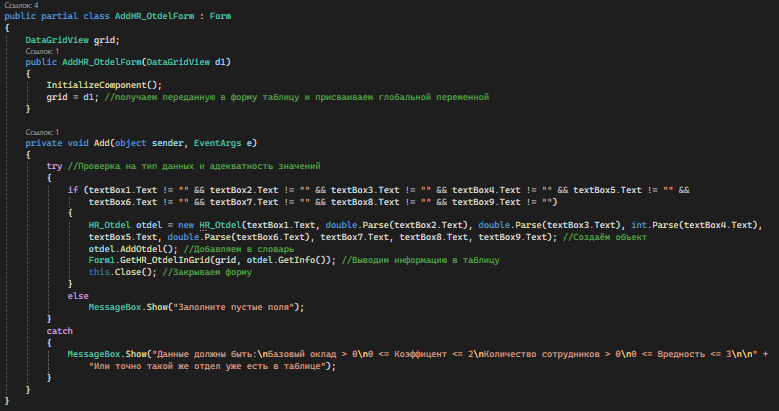 Ссылок: 4
public partial class AddHR_OtdelForm : Form
{
DataGridView grid;
Ссылок: 1
public AddHR_OtdelForm(DataGridView d1)
{
InitializeComponent();
grid = d1; //получаем переданную в форму таблицу и присваиваем глобальной переменной
}
Ссылок: 1
private void Add(object sender, EventArgs e)
{
try //Проверка на тип данных и адекватность значений
{
if (textBox1.Text != "" && textBox2.Text != "" && textBox3.Text != "" && textBox4.Text != "" && textBox5.Text != "" &&
textBox6.Text != "" && textBox7.Text != "" && textBox8.Text != "" && textBox9.Text != "")
{
HR_Otdel otdel = new HR_Otdel(textBox1.Text, double.Parse(textBox2.Text), double.Parse(textBox3.Text), int.Parse(textBox4.Text),
textBox5.Text, double.Parse(textBox6.Text), textBox7.Text, textBox8.Text, textBox9.Text); //Создаём объект
otdel.AddOtdel(); //Добавляем в словарь
Form1.GetHR_OtdelInGrid(grid, otdel.GetInfo()); //Выводим информацию в таблицу
this.Close(); //Закрываем форму
}
else
MessageBox.Show("Заполните пустые поля");
}
catch
{
MessageBox.Show("Данные должны быть:\nБазовый оклад > 0\n0 <= Коэффицент <= 2\nКоличество сотрудников > 0\n0 <= Вредность <= 3\n\n" +
"Или точно такой же отдел уже есть в таблице");
}
}
}